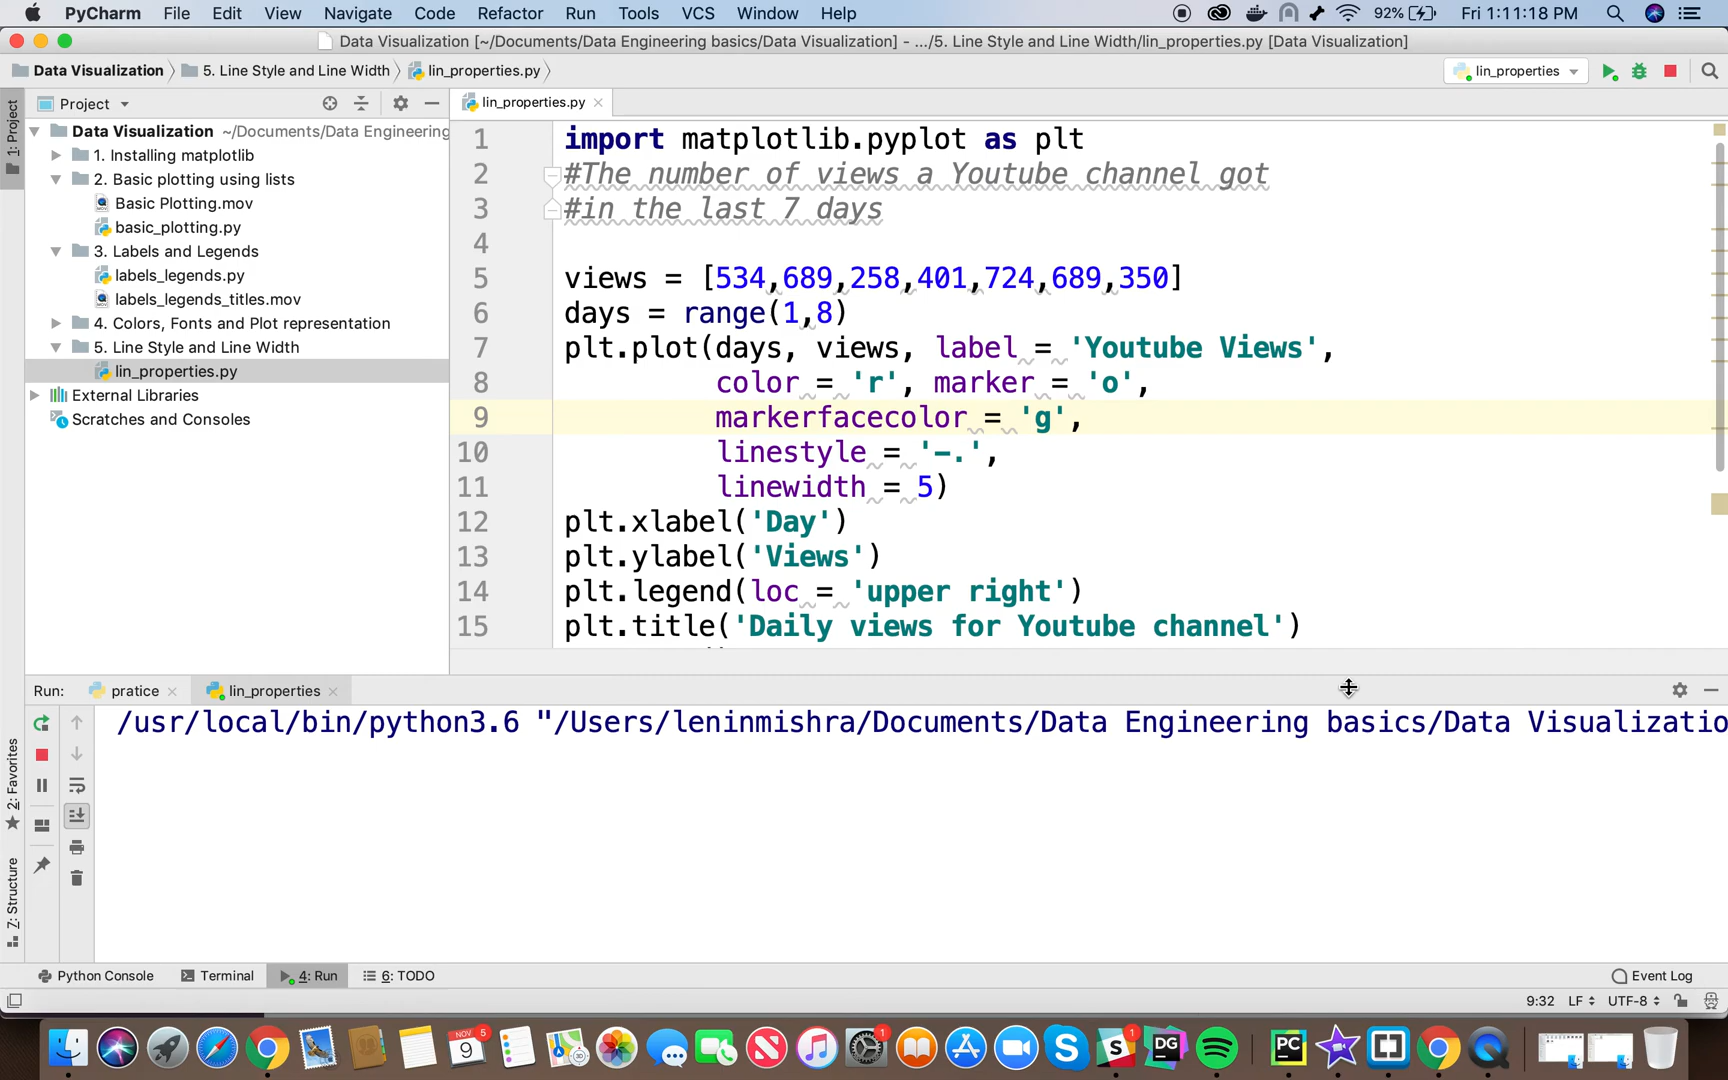 PyCharm File Edit View Navigate Code Refactor Run Tools VCS Window Help 92% Fri 1:11:18 PM
Data Visualization [~/Documents/Data Engineering basics/Data Visualization] - .../5. Line Style and Line Width/lin_properties.py [Data Visualization]
Data Visualization 5. Line Style and Line Width lin_properties.py lin_properties
1: Project
Project
lin_properties.py
Data Visualization ~/Documents/Data Engineering
1. Installing matplotlib
2. Basic plotting using lists
Basic Plotting.mov
basic_plotting.py
3. Labels and Legends
labels_legends.py
labels_legends_titles.mov
4. Colors, Fonts and Plot representation
5. Line Style and Line Width
lin_properties.py
External Libraries
Scratches and Consoles
1 import matplotlib.pyplot as plt
2 #The number of views a Youtube channel got
3 #in the last 7 days
4
5 views = [534,689,258,401,724,689,350]
6 days = range(1,8)
7 plt.plot(days, views, label = 'Youtube Views',
8 color = 'r', marker = 'o',
9 markerfacecolor = 'g',
10 linestyle = '-.',
11 linewidth = 5)
12 plt.xlabel('Day')
13 plt.ylabel('Views')
14 plt.legend(loc = 'upper right')
15 plt.title('Daily views for Youtube channel')
Run: pratice lin_properties
/usr/local/bin/python3.6 "/Users/leninmishra/Documents/Data Engineering basics/Data Visualizatio
2: Favorites
Z: Structure
Python Console Terminal 4: Run 6: TODO Event Log
9:32 LF UTF-8
NOV. 5
9
1
1
DG
PC